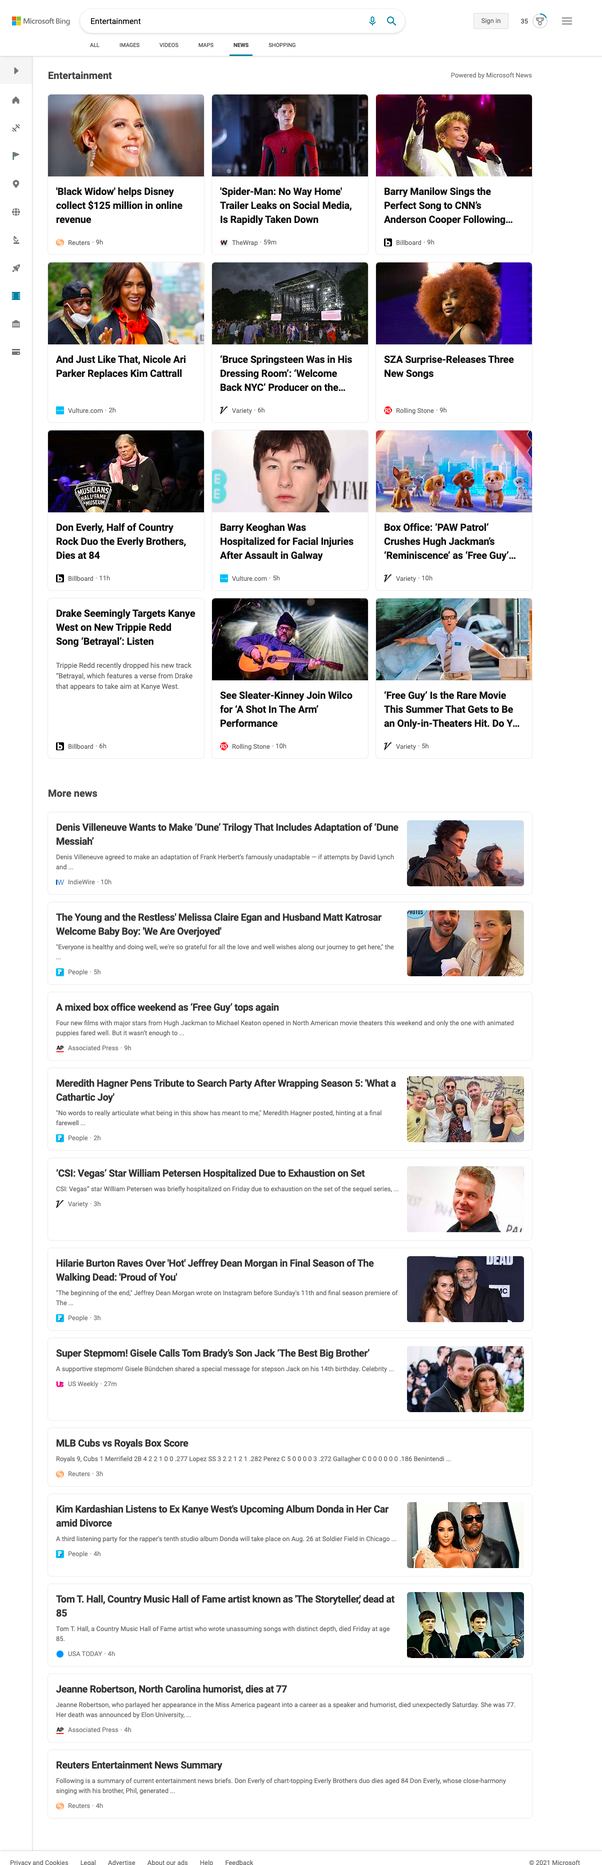 Microsoft Bing
Entertainment
Sign in
35
ALL IMAGES VIDEOS MAPS NEWS SHOPPING
Entertainment
Powered by Microsoft News
'Black Widow' helps Disney
collect $125 million in online
revenue
Reuters · 9h
'Spider-Man: No Way Home'
Trailer Leaks on Social Media,
Is Rapidly Taken Down
TheWrap · 59m
Barry Manilow Sings the
Perfect Song to CNN's
Anderson Cooper Following...
Billboard · 9h
And Just Like That, Nicole Ari
Parker Replaces Kim Cattrall
Vulture.com · 2h
'Bruce Springsteen Was in His
Dressing Room': 'Welcome
Back NYC' Producer on the...
Variety · 6h
SZA Surprise-Releases Three
New Songs
Rolling Stone · 9h
MUSICIANS
HALL OF FAME
MUSEUM
Don Everly, Half of Country
Rock Duo the Everly Brothers,
Dies at 84
Billboard · 11h
Barry Keoghan Was
Hospitalized for Facial Injuries
After Assault in Galway
Vulture.com · 5h
Box Office: 'PAW Patrol'
Crushes Hugh Jackman's
'Reminiscence' as 'Free Guy'...
Variety · 10h
Drake Seemingly Targets Kanye
West on New Trippie Redd
Song 'Betrayal': Listen
Trippie Redd recently dropped his new track
"Betrayal, which features a verse from Drake
that appears to take aim at Kanye West.
Billboard · 6h
See Sleater-Kinney Join Wilco
for 'A Shot In The Arm'
Performance
Rolling Stone · 10h
'Free Guy' Is the Rare Movie
This Summer That Gets to Be
an Only-in-Theaters Hit. Do Y...
Variety · 5h
More news
Denis Villeneuve Wants to Make 'Dune' Trilogy That Includes Adaptation of 'Dune
Messiah'
Denis Villeneuve agreed to make an adaptation of Frank Herbert's famously unadaptable — if attempts by David Lynch
and ...
IndieWire · 10h
The Young and the Restless' Melissa Claire Egan and Husband Matt Katrosar
Welcome Baby Boy: 'We Are Overjoyed'
"Everyone is healthy and doing well, we're so grateful for all the love and well wishes along our journey to get here," the
...
People · 5h
A mixed box office weekend as 'Free Guy' tops again
Four new films with major stars from Hugh Jackman to Michael Keaton opened in North American movie theaters this weekend and only the one with animated
puppies fared well. But it wasn't enough to ...
AP Associated Press · 9h
Meredith Hagner Pens Tribute to Search Party After Wrapping Season 5: 'What a
Cathartic Joy'
"No words to really articulate what being in this show has meant to me," Meredith Hagner posted, hinting at a final
farewell ...
People · 2h
'CSI: Vegas' Star William Petersen Hospitalized Due to Exhaustion on Set
CSI: Vegas" star William Petersen was briefly hospitalized on Friday due to exhaustion on the set of the sequel series, ...
Variety · 3h
Hilarie Burton Raves Over 'Hot' Jeffrey Dean Morgan in Final Season of The
Walking Dead: 'Proud of You'
"The beginning of the end," Jeffrey Dean Morgan wrote on Instagram before Sunday's 11th and final season premiere of
The ...
People · 3h
DEAD
Super Stepmom! Gisele Calls Tom Brady's Son Jack 'The Best Big Brother'
A supportive stepmom! Gisele Bündchen shared a special message for stepson Jack on his 14th birthday. Celebrity ...
US Weekly · 27m
MLB Cubs vs Royals Box Score
Royals 9, Cubs 1 Merrifield 2B 4 2 2 1 0 0 .277 Lopez SS 3 2 2 1 2 1 .282 Perez C 5 0 0 0 0 3 .272 Gallagher C 0 0 0 0 0 0 .186 Benintendi ...
Reuters · 3h
Kim Kardashian Listens to Ex Kanye West's Upcoming Album Donda in Her Car
amid Divorce
A third listening party for the rapper's tenth studio album Donda will take place on Aug. 26 at Soldier Field in Chicago ...
People · 4h
Tom T. Hall, Country Music Hall of Fame artist known as 'The Storyteller,' dead at
85
Tom T. Hall, a Country Music Hall of Fame artist who wrote unassuming songs with distinct depth, died Friday at age
85.
USA TODAY · 4h
Jeanne Robertson, North Carolina humorist, dies at 77
Jeanne Robertson, who parlayed her appearance in the Miss America pageant into a career as a speaker and humorist, died unexpectedly Saturday. She was 77.
Her death was announced by Elon University, ...
AP Associated Press · 4h
Reuters Entertainment News Summary
Following is a summary of current entertainment news briefs. Don Everly of chart-topping Everly Brothers duo dies aged 84 Don Everly, whose close-harmony
singing with his brother, Phil, generated ...
Reuters · 4h
Privacy and Cookies Legal Advertise About our ads Help Feedback
© 2021 Microsoft